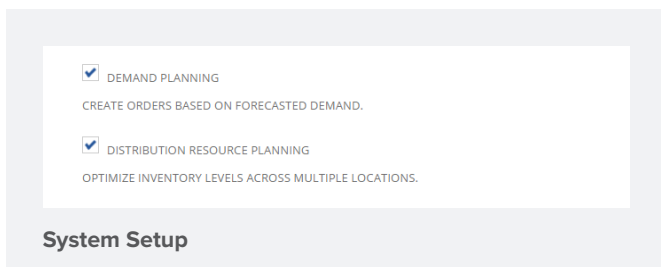 DEMAND PLANNING
CREATE ORDERS BASED ON FORECASTED DEMAND.
DISTRIBUTION RESOURCE PLANNING
OPTIMIZE INVENTORY LEVELS ACROSS MULTIPLE LOCATIONS.
System Setup